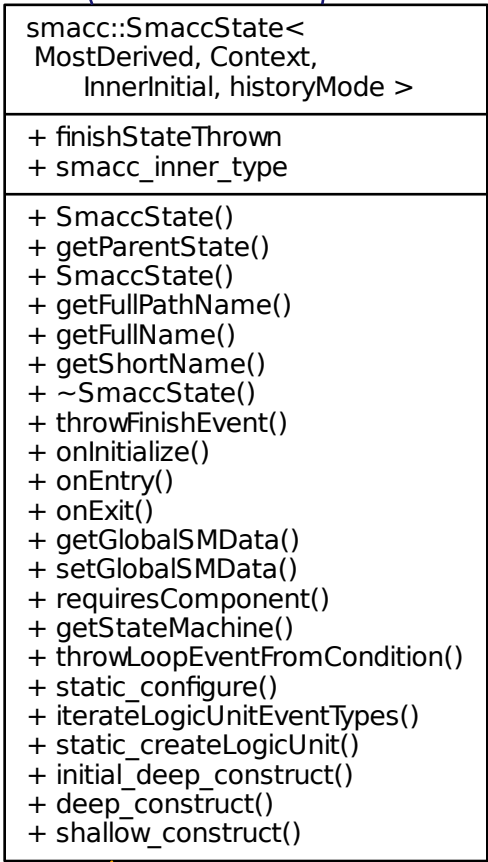 smacc::SmaccState<
MostDerived, Context,
InnerInitial, historyMode >
+ finishStateThrown
+ smacc_inner_type
+ SmaccState()
+ getParentState()
+ SmaccState()
+ getFullPathName()
+ getFullName()
+ getShortName()
+ ~SmaccState()
+ throwFinishEvent()
+ onInitialize()
+ onEntry()
+ onExit()
+ getGlobalSMData()
+ setGlobalSMData()
+ requiresComponent()
+ getStateMachine()
+ throwLoopEventFromCondition()
+ static_configure()
+ iterateLogicUnitEventTypes()
+ static_createLogicUnit()
+ initial_deep_construct()
+ deep_construct()
+ shallow_construct()